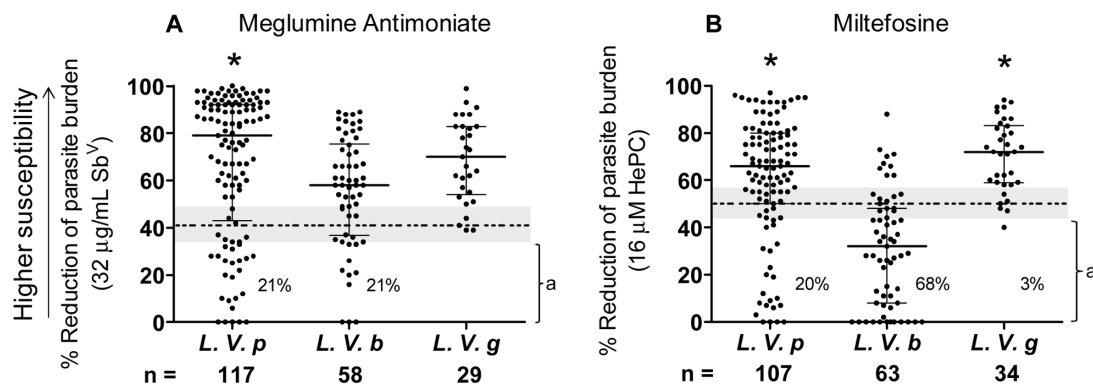 A Meglumine Antimoniate
Higher susceptibility
% Reduction of parasite burden
(32 µg/mL Sbⱽ)
*
100
80
60
40
20
0
21%
21%
a
L. V. p L. V. b L. V. g
n = 117 58 29
B Miltefosine
% Reduction of parasite burden
(16 µM HePC)
* *
100
80
60
40
20
0
20%
68%
3%
a
L. V. p L. V. b L. V. g
n = 107 63 34